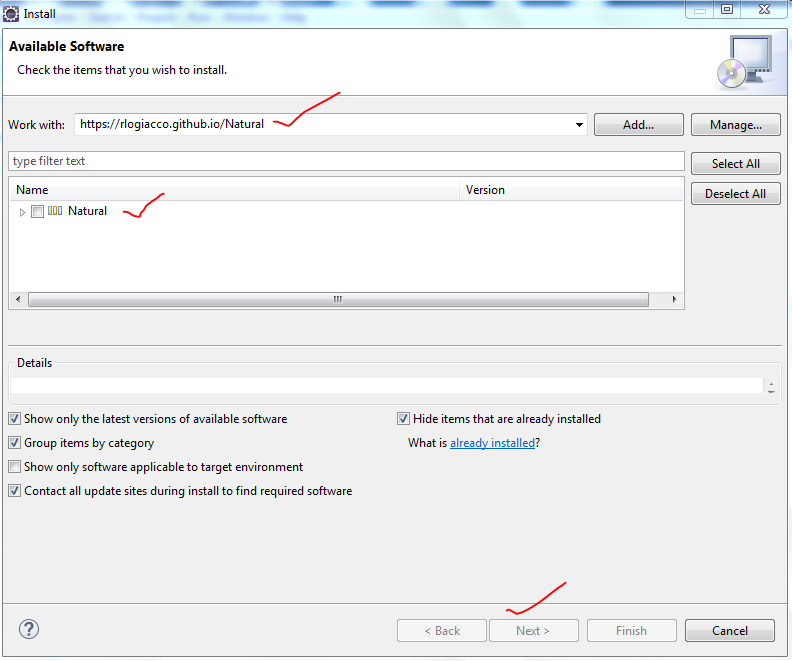 Install
Available Software
Check the items that you wish to install.
Work with: https://rlogiacco.github.io/Natural Add... Manage...
type filter text Select All
Name Version Deselect All
Natural
Details
Show only the latest versions of available software Hide items that are already installed
Group items by category What is already installed?
Show only software applicable to target environment
Contact all update sites during install to find required software
? < Back Next > Finish Cancel